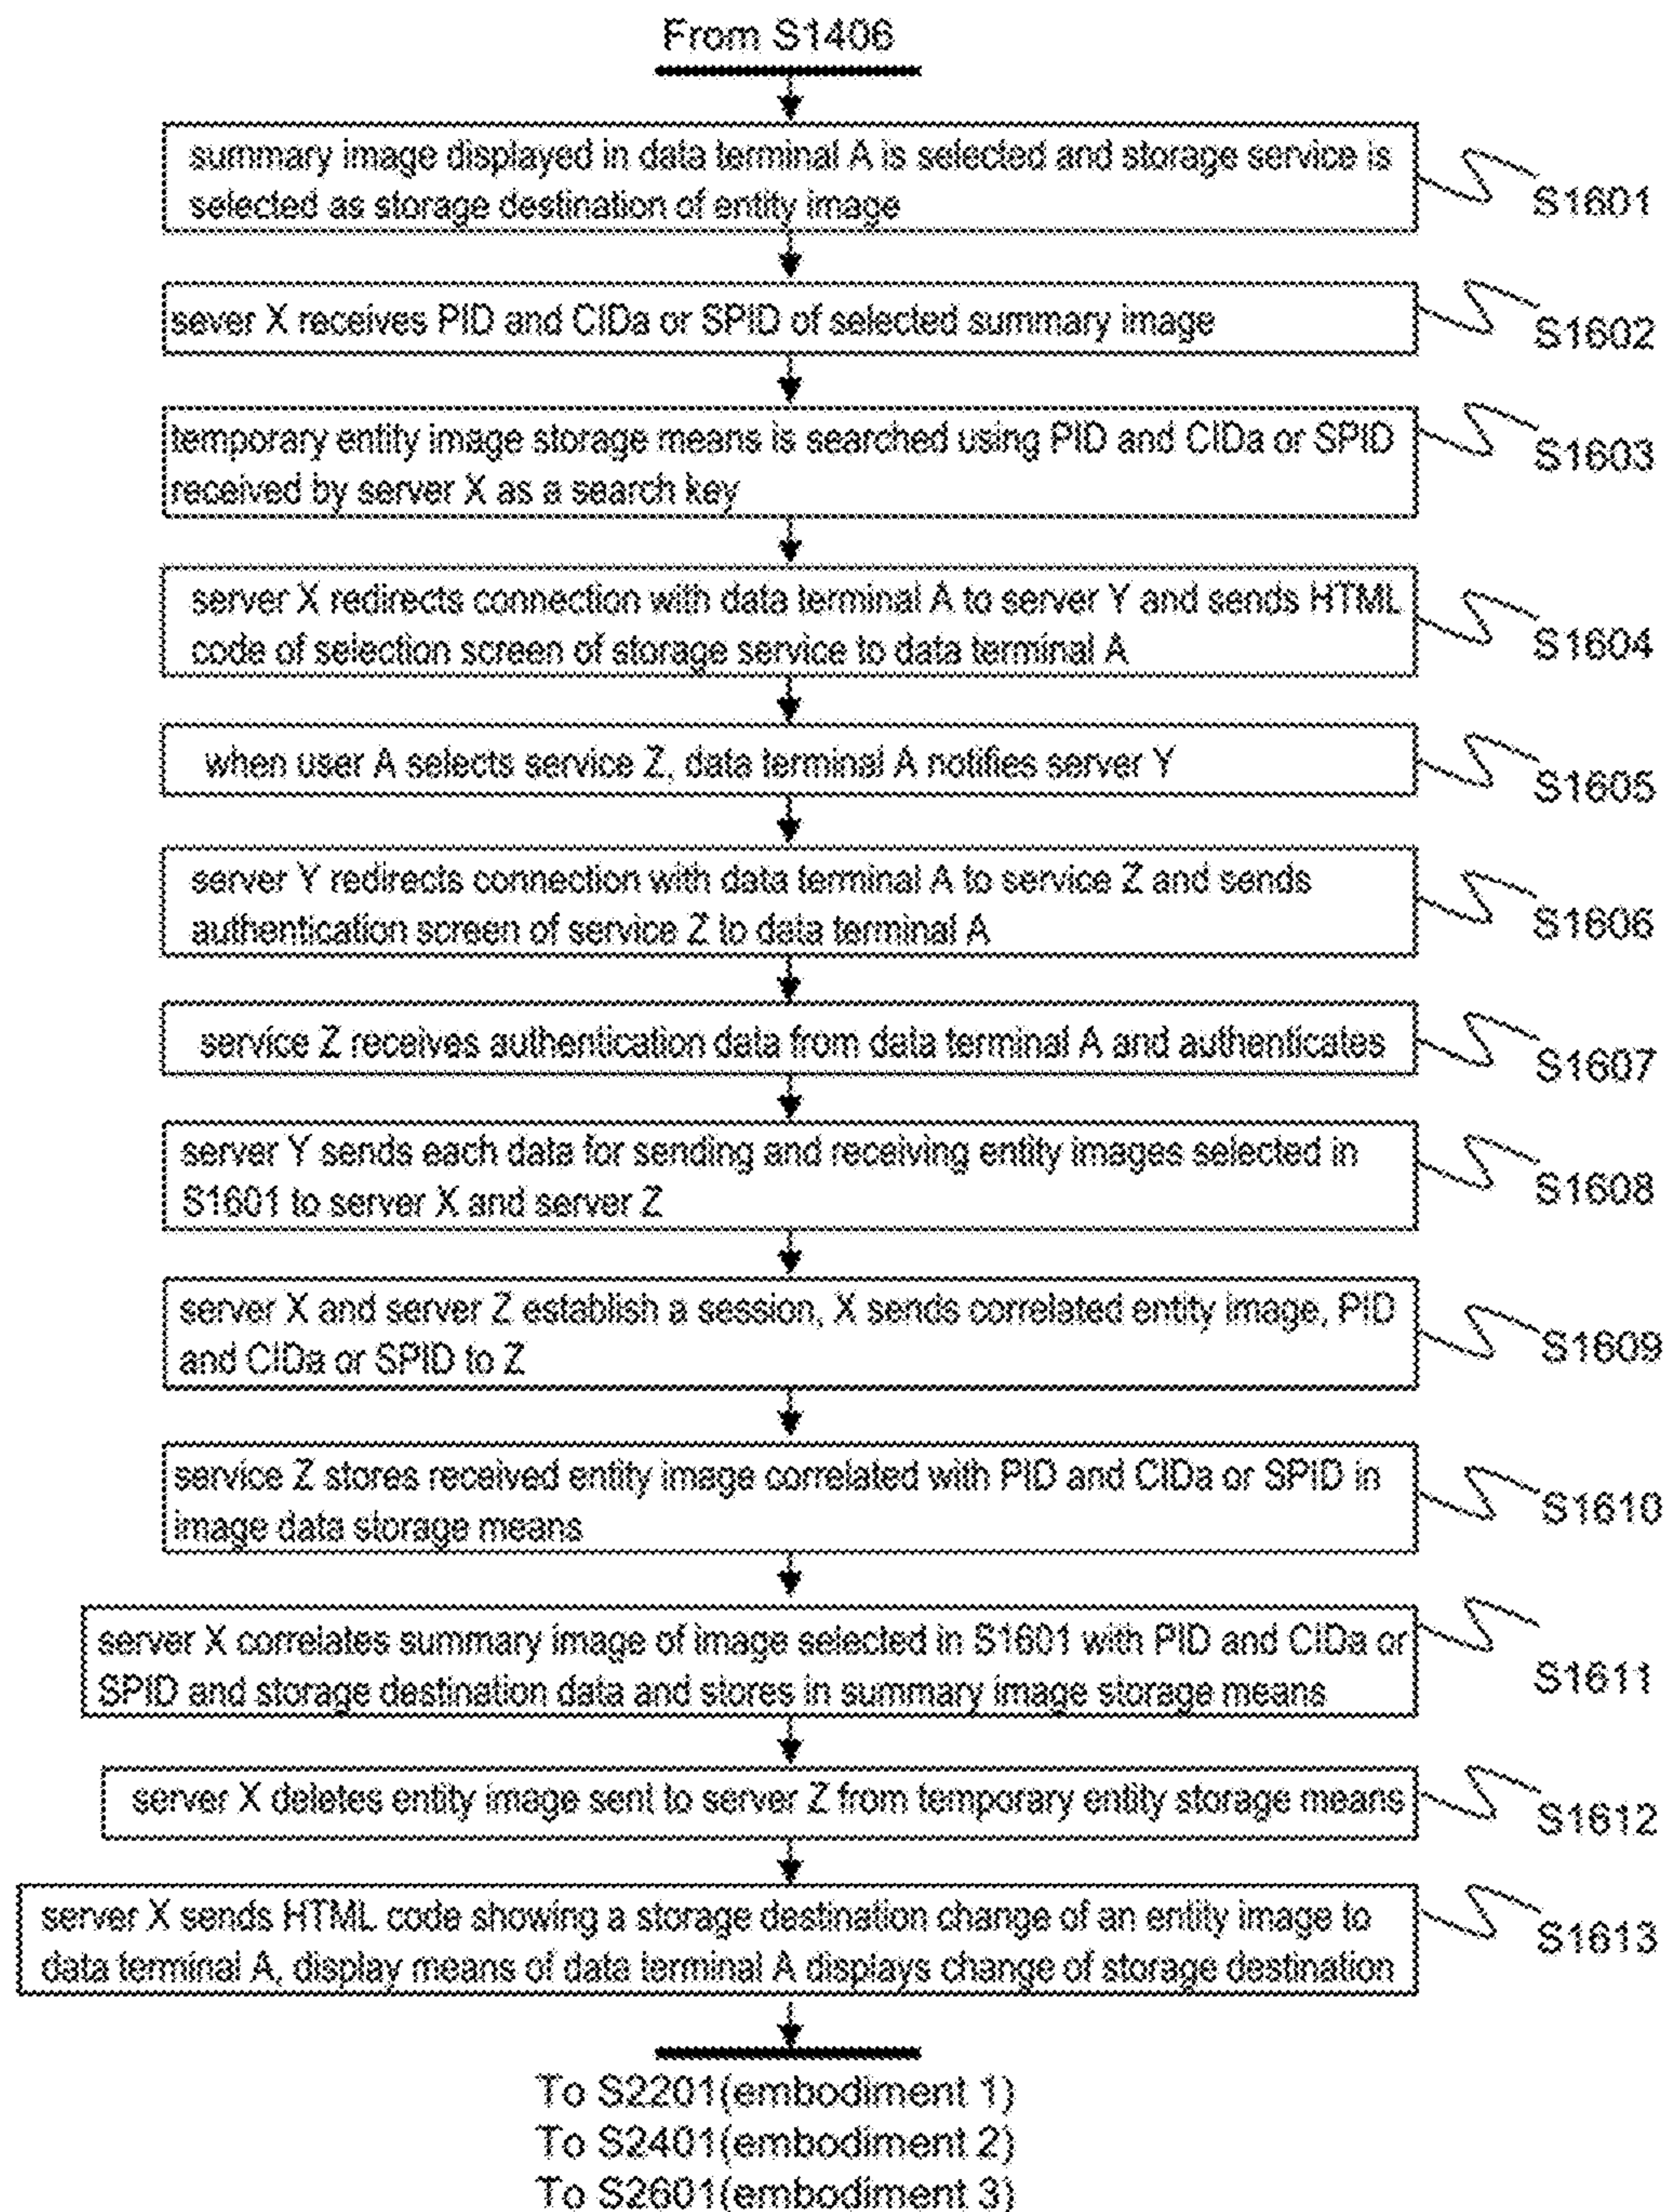 From S1406
summary image displayed in data terminal A is selected and storage service is
selected as storage destination of entity image
S1601
sever X receives PID and CIDa or SPID of selected summary image
S1602
temporary entity image storage means is searched using PID and CIDa or SPID
received by server X as a search key
S1603
server X redirects connection with data terminal A to server Y and sends HTML
code of selection screen of storage service to data terminal A
S1604
when user A selects service Z, data terminal A notifies server Y
S1605
server Y redirects connection with data terminal A to service Z and sends
authentication screen of service Z to data terminal A
S1606
service Z receives authentication data from data terminal A and authenticates
S1607
server Y sends each data for sending and receiving entity images selected in
S1601 to server X and server Z
S1608
server X and server Z establish a session, X sends correlated entity image, PID
and CIDa or SPID to Z
S1609
service Z stores received entity image correlated with PID and CIDa or SPID in
image data storage means
S1610
server X correlates summary image of image selected in S1601 with PID and CIDa or
SPID and storage destination data and stores in summary image storage means
S1611
server X deletes entity image sent to server Z from temporary entity storage means
S1612
server X sends HTML code showing a storage destination change of an entity image to
data terminal A, display means of data terminal A displays change of storage destination
S1613
To S2201(embodiment 1)
To S2401(embodiment 2)
To S2601(embodiment 3)